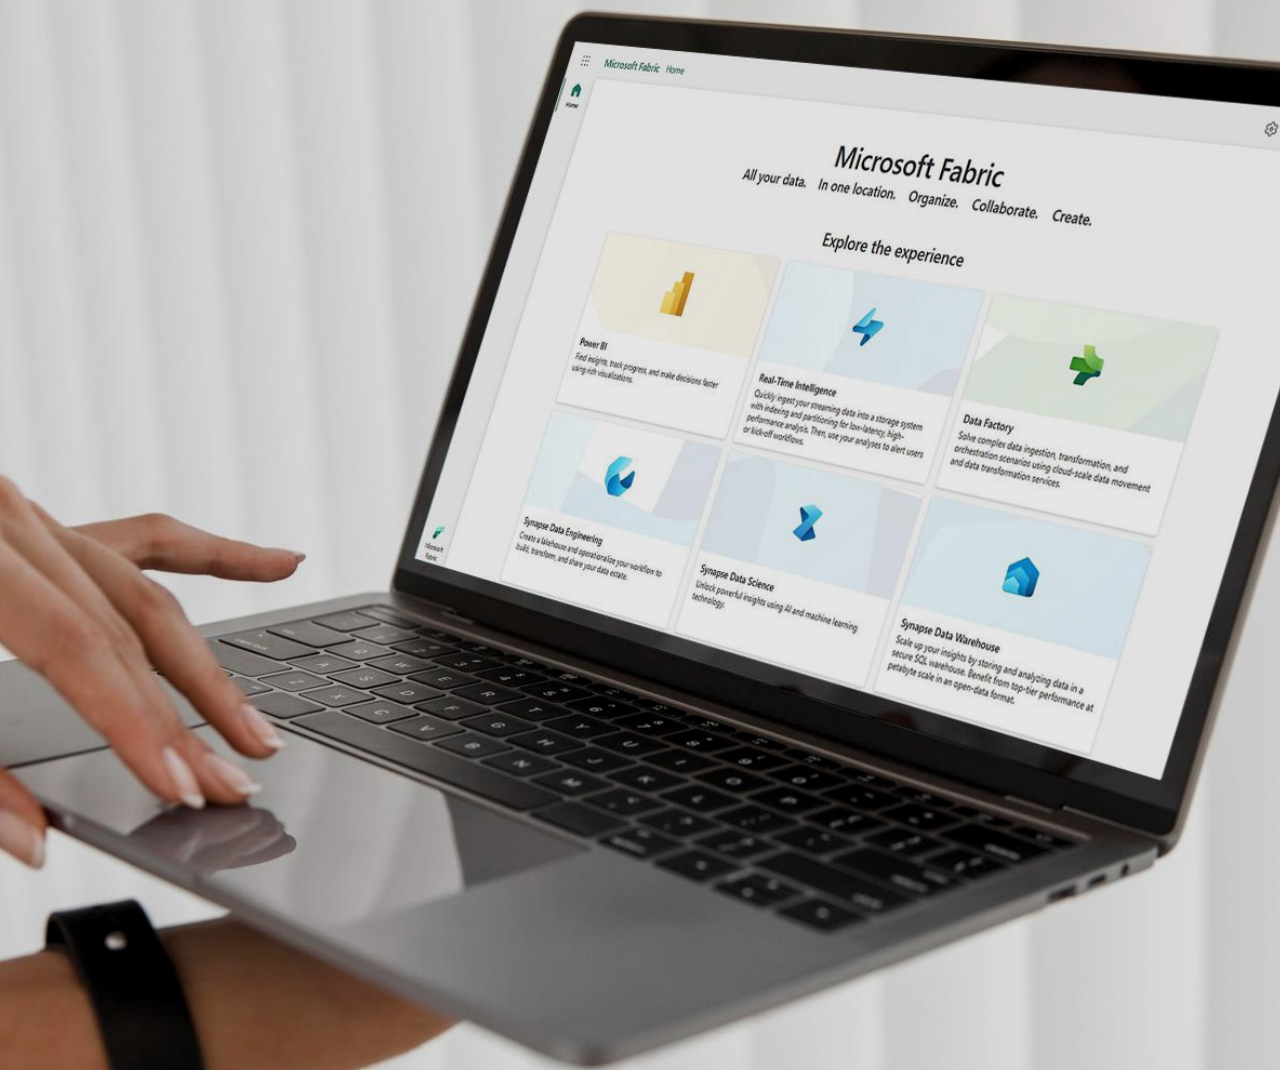 Microsoft Fabric Home
Home
Microsoft Fabric
All your data. In one location. Organize. Collaborate. Create.
Explore the experience
Power BI
Find insights, track progress, and make decisions faster
using rich visualizations.
Real-Time Intelligence
Quickly ingest your streaming data into a storage system
with indexing and partitioning for low-latency, high-
performance analysis. Then, use your analyses to alert users
or kick-off workflows.
Data Factory
Solve complex data ingestion, transformation, and
orchestration scenarios using cloud-scale data movement
and data transformation services.
Synapse Data Engineering
Create a lakehouse and operationalize your workflow to
build, transform, and share your data estate.
Synapse Data Science
Unlock powerful insights using AI and machine learning
technology.
Synapse Data Warehouse
Scale up your insights by storing and analyzing data in a
secure SQL warehouse. Benefit from top-tier performance at
petabyte scale in an open-data format.
Microsoft
Fabric